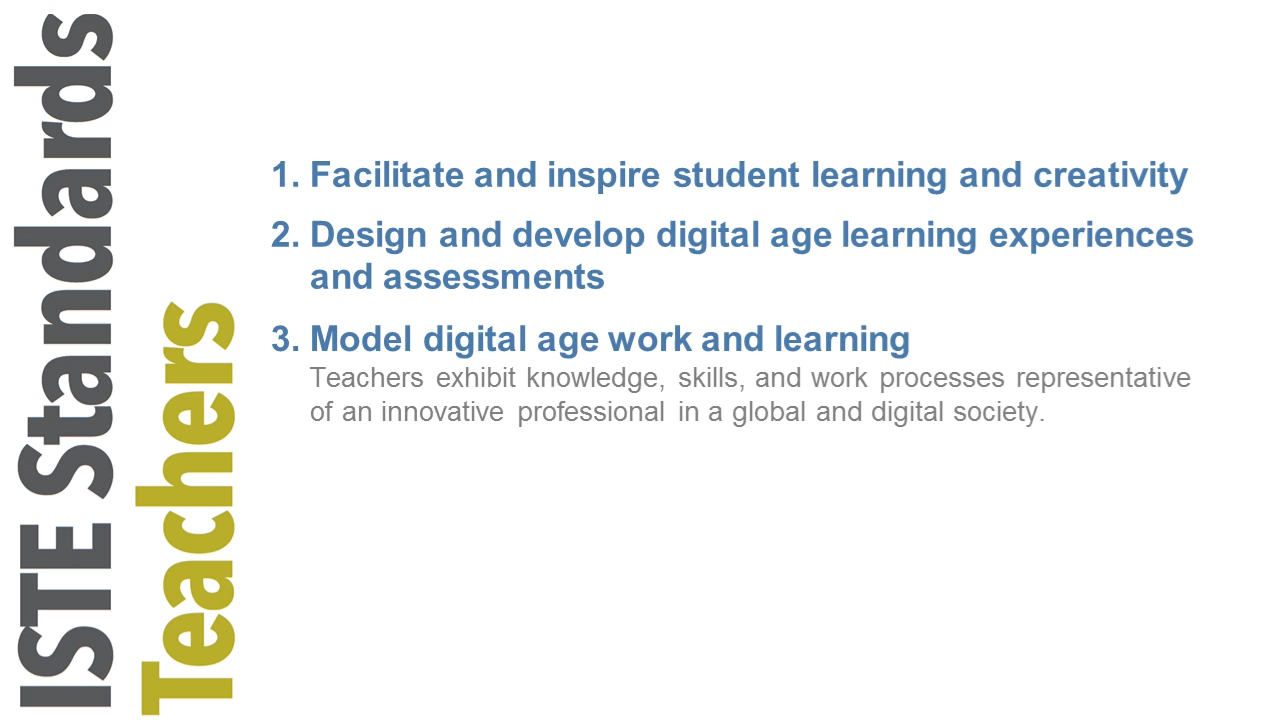 ISTE Standards
Teachers
1. Facilitate and inspire student learning and creativity
2. Design and develop digital age learning experiences
and assessments
3. Model digital age work and learning
Teachers exhibit knowledge, skills, and work processes representative
of an innovative professional in a global and digital society.